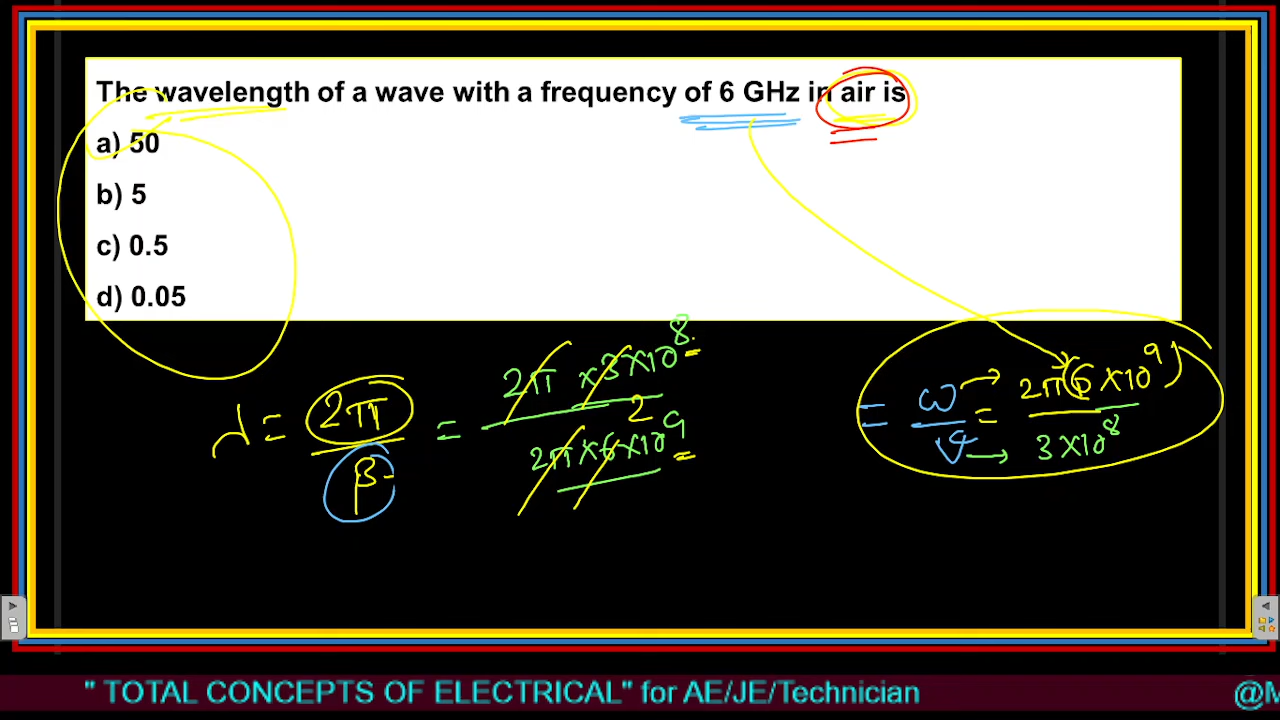 The wavelength of a wave with a frequency of 6 GHz in air is
a) 50
b) 5
c) 0.5
d) 0.05
λ = 2π / β = 2π × 3×10⁸ / 2π × 6×10⁹
2
= ω / v = 2π(6×10⁹) / 3×10⁸
" TOTAL CONCEPTS OF ELECTRICAL" for AE/JE/Technician
@M